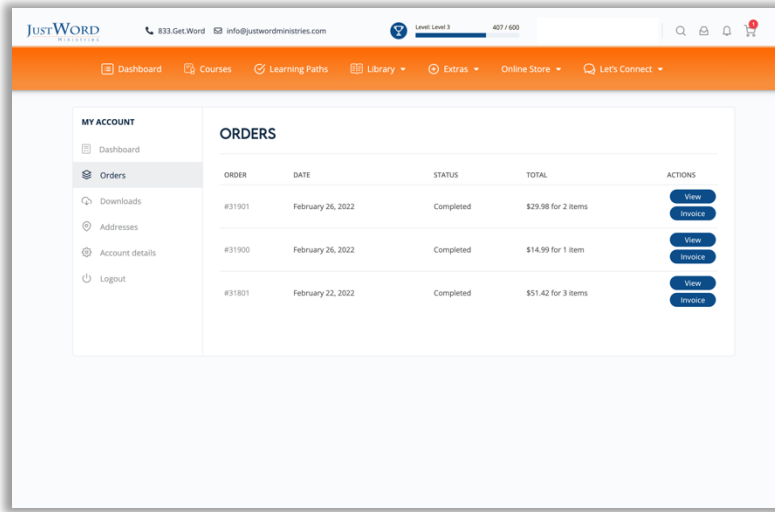 JUSTWORD
Ministries
833.Get.Word info@justwordministries.com
Level: Level 3 407 / 600
1
Dashboard Courses Learning Paths Library Extras Online Store Let's Connect
MY ACCOUNT
Dashboard
Orders
Downloads
Addresses
Account details
Logout
ORDERS
ORDER DATE STATUS TOTAL ACTIONS
#31901 February 26, 2022 Completed $29.98 for 2 items View
Invoice
#31900 February 26, 2022 Completed $14.99 for 1 item View
Invoice
#31801 February 22, 2022 Completed $51.42 for 3 items View
Invoice